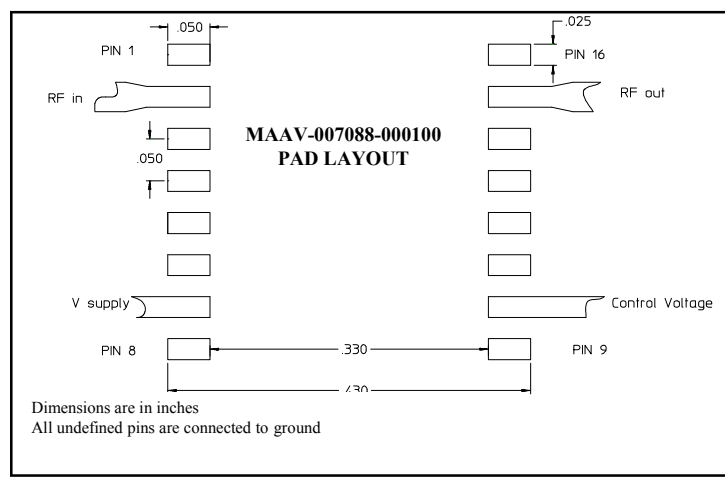 .050
.025
PIN 1
PIN 16
RF in
RF out
MAAV-007088-000100
PAD LAYOUT
.050
V supply
Control Voltage
PIN 8
.330
PIN 9
.430
Dimensions are in inches
All undefined pins are connected to ground